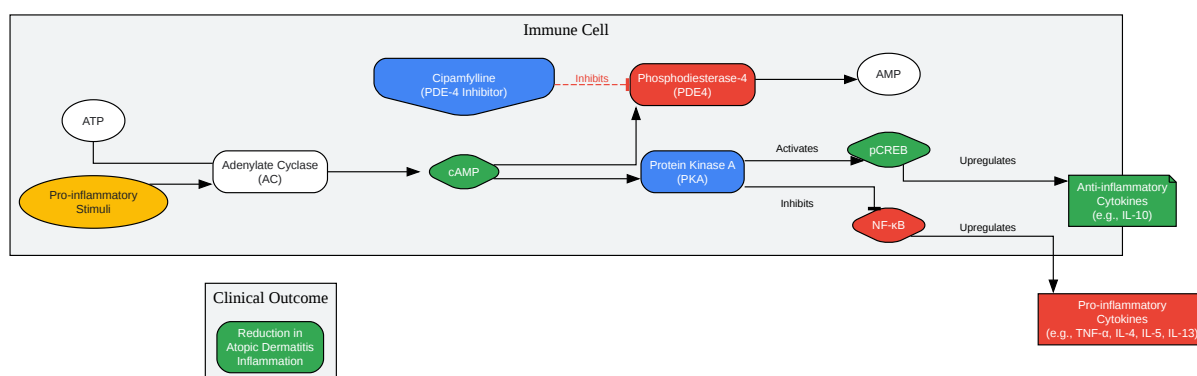 Immune Cell
Cipamfylline
(PDE-4 Inhibitor)
Inhibits
Phosphodiesterase-4
(PDE4)
AMP
ATP
Adenylate Cyclase
(AC)
Pro-inflammatory
Stimuli
cAMP
Protein Kinase A
(PKA)
Activates
pCREB
Upregulates
Anti-inflammatory
Cytokines
(e.g., IL-10)
Inhibits
NF-κB
Upregulates
Pro-inflammatory
Cytokines
(e.g., TNF-α, IL-4, IL-5, IL-13)
Clinical Outcome
Reduction in
Atopic Dermatitis
Inflammation